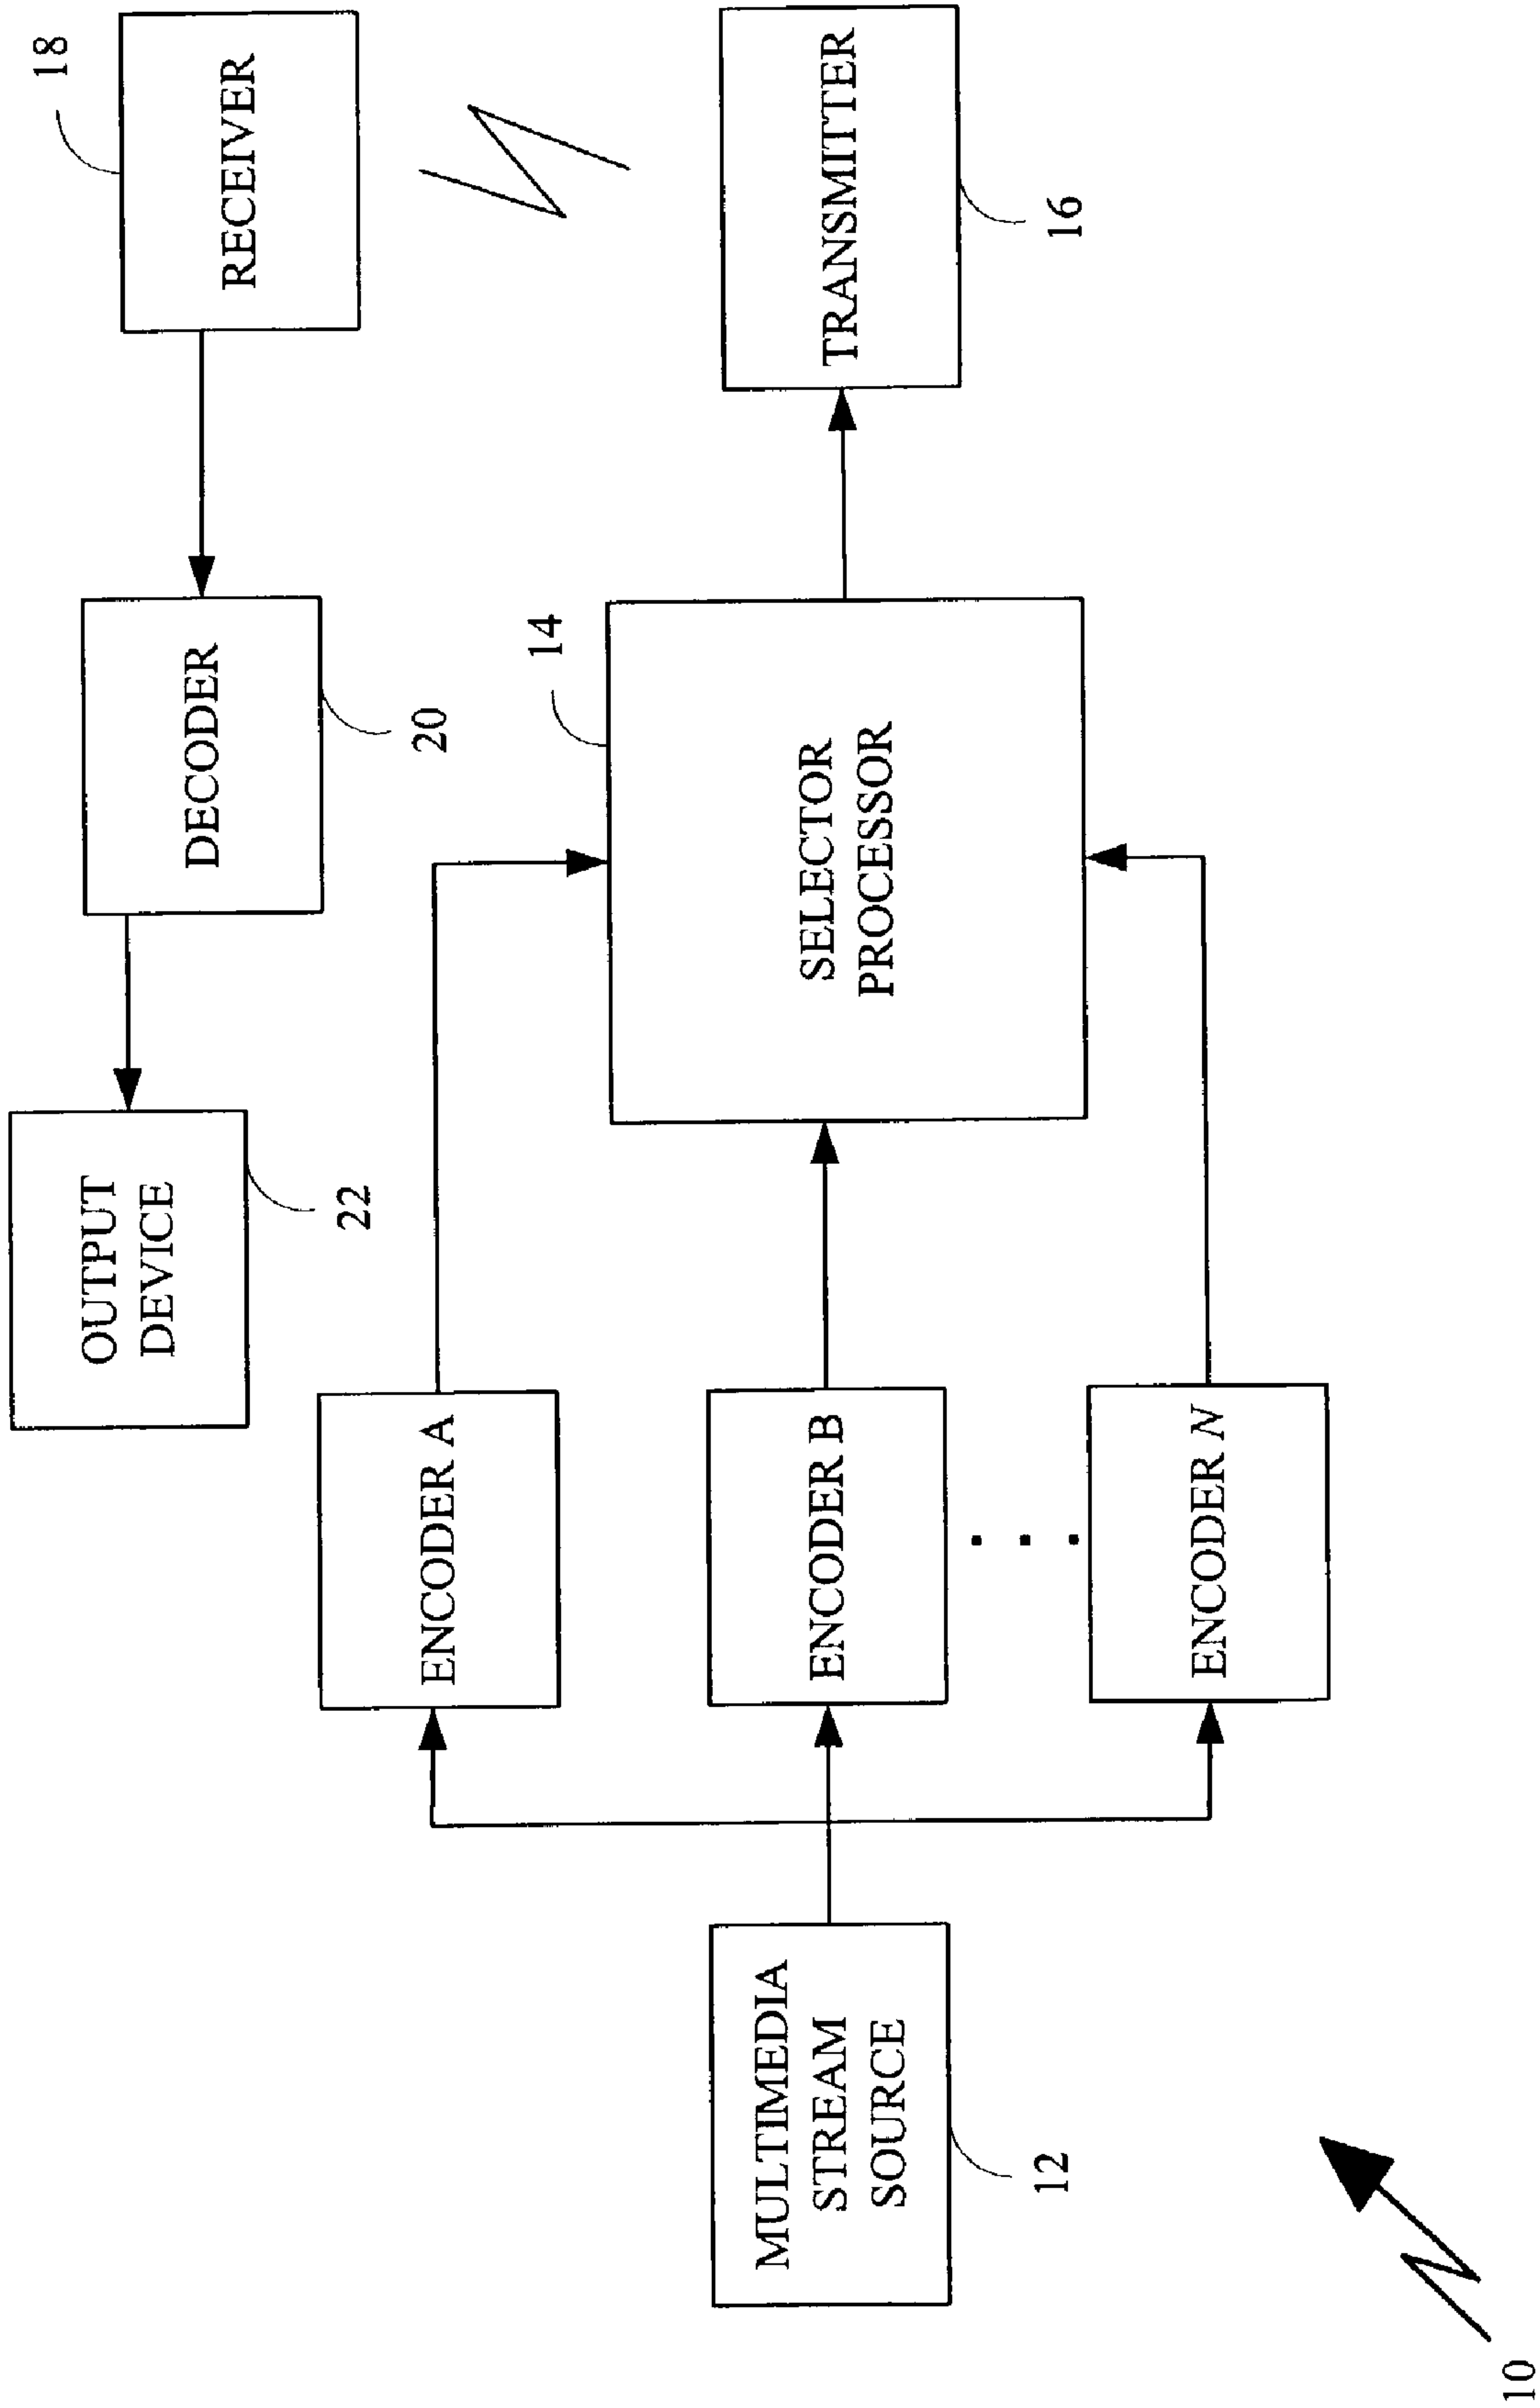 OUTPUT
DEVICE
22
DECODER
20
RECEIVER
18
MULTIMEDIA
STREAM
SOURCE
12
ENCODER A
ENCODER B
. . .
ENCODER N
SELECTOR
PROCESSOR
14
TRANSMITTER
16
10